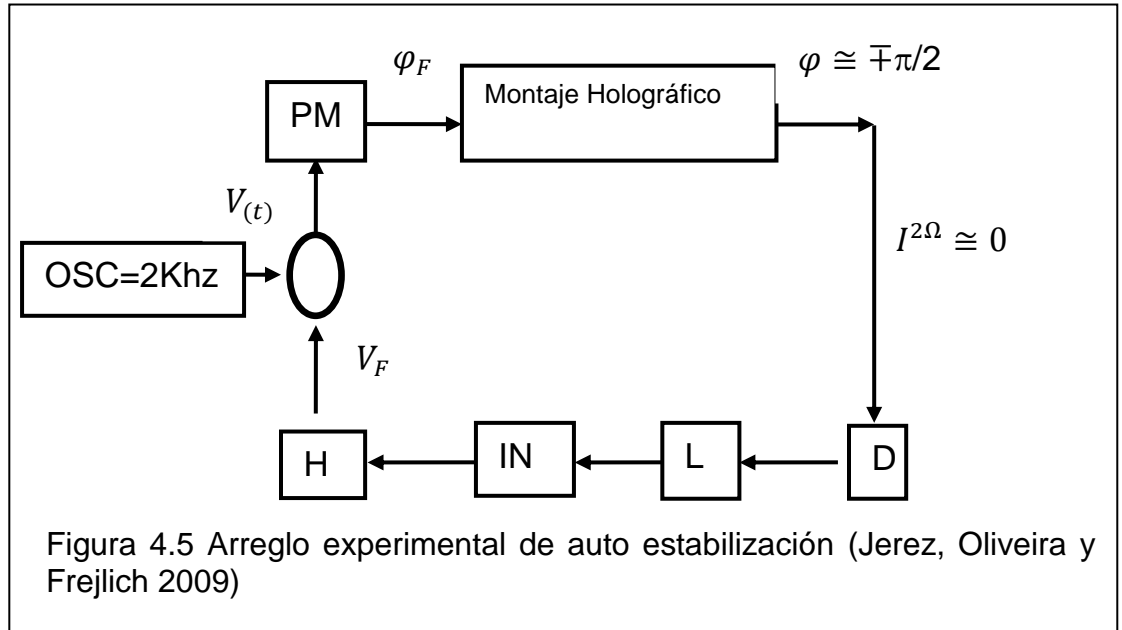 φ_F
φ ≅ ∓π/2
PM
Montaje Holográfico
V_(t)
I^2Ω ≅ 0
OSC=2Khz
V_F
H
IN
L
D
Figura 4.5 Arreglo experimental de auto estabilización (Jerez, Oliveira y
Frejlich 2009)